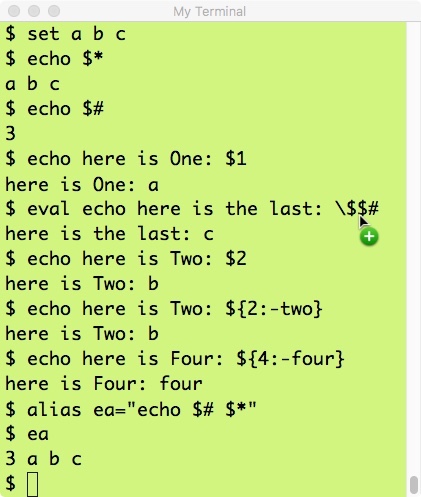 My Terminal
$ set a b c
$ echo $*
a b c
$ echo $#
3
$ echo here is One: $1
here is One: a
$ eval echo here is the last: \$$#
here is the last: c
$ echo here is Two: $2
here is Two: b
$ echo here is Two: ${2:-two}
here is Two: b
$ echo here is Four: ${4:-four}
here is Four: four
$ alias ea="echo $# $*"
$ ea
3 a b c
$